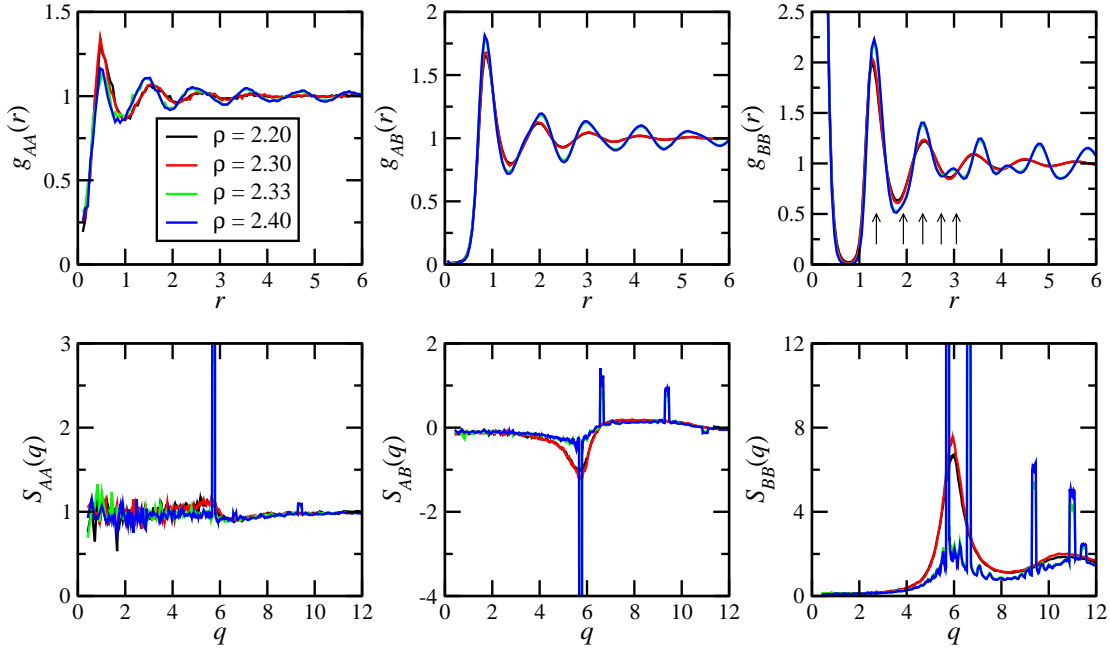 g_AA(r)
1.5
1
0.5
0
0 1 2 3 4 5 6
r
ρ = 2.20
ρ = 2.30
ρ = 2.33
ρ = 2.40
g_AB(r)
2
1.5
1
0.5
0
0 1 2 3 4 5 6
r
g_BB(r)
2.5
2
1.5
1
0.5
0
0 1 2 3 4 5 6
r
S_AA(q)
3
2
1
0
0 2 4 6 8 10 12
q
S_AB(q)
2
0
-2
-4
0 2 4 6 8 10 12
q
S_BB(q)
12
8
4
0
0 2 4 6 8 10 12
q